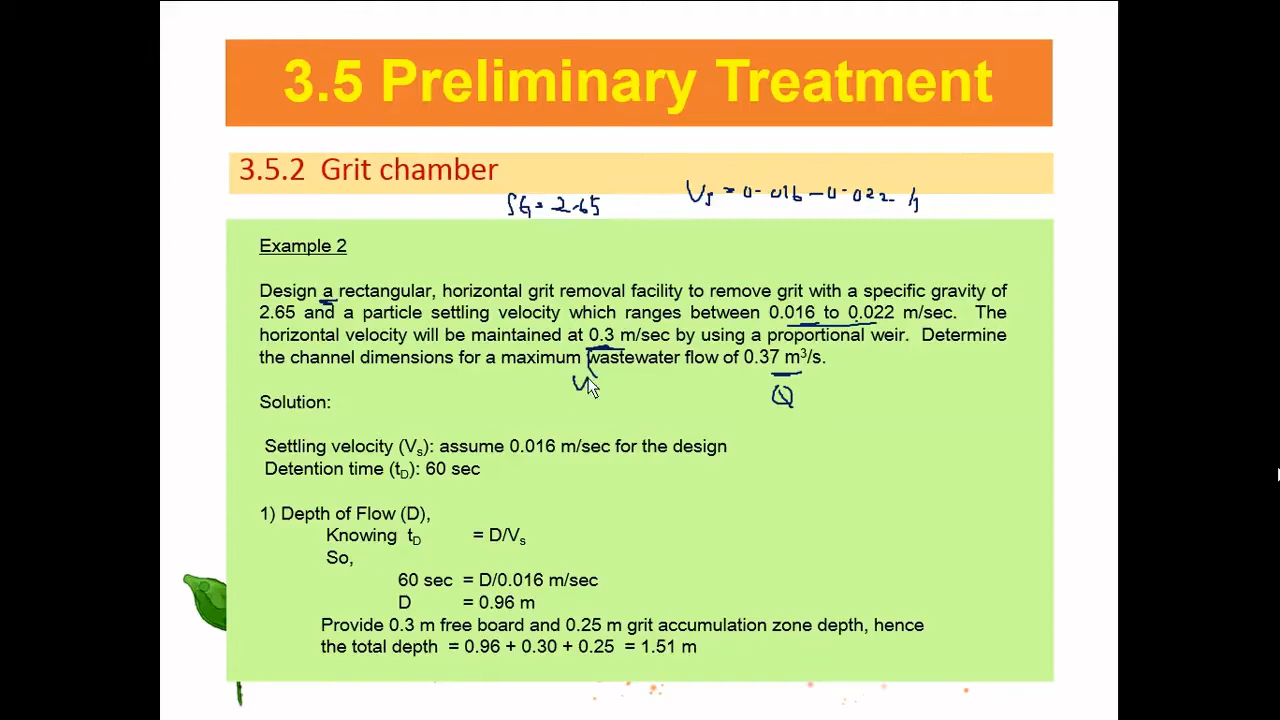 3.5 Preliminary Treatment
3.5.2 Grit chamber
SG = 2.65
Vs = 0.016 – 0.022
Example 2
Design a rectangular, horizontal grit removal facility to remove grit with a specific gravity of
2.65 and a particle settling velocity which ranges between 0.016 to 0.022 m/sec. The
horizontal velocity will be maintained at 0.3 m/sec by using a proportional weir. Determine
the channel dimensions for a maximum wastewater flow of 0.37 m³/s.
Q
Solution:
Settling velocity (Vs): assume 0.016 m/sec for the design
Detention time (tD): 60 sec
1) Depth of Flow (D),
Knowing tD = D/Vs
So,
60 sec = D/0.016 m/sec
D = 0.96 m
Provide 0.3 m free board and 0.25 m grit accumulation zone depth, hence
the total depth = 0.96 + 0.30 + 0.25 = 1.51 m